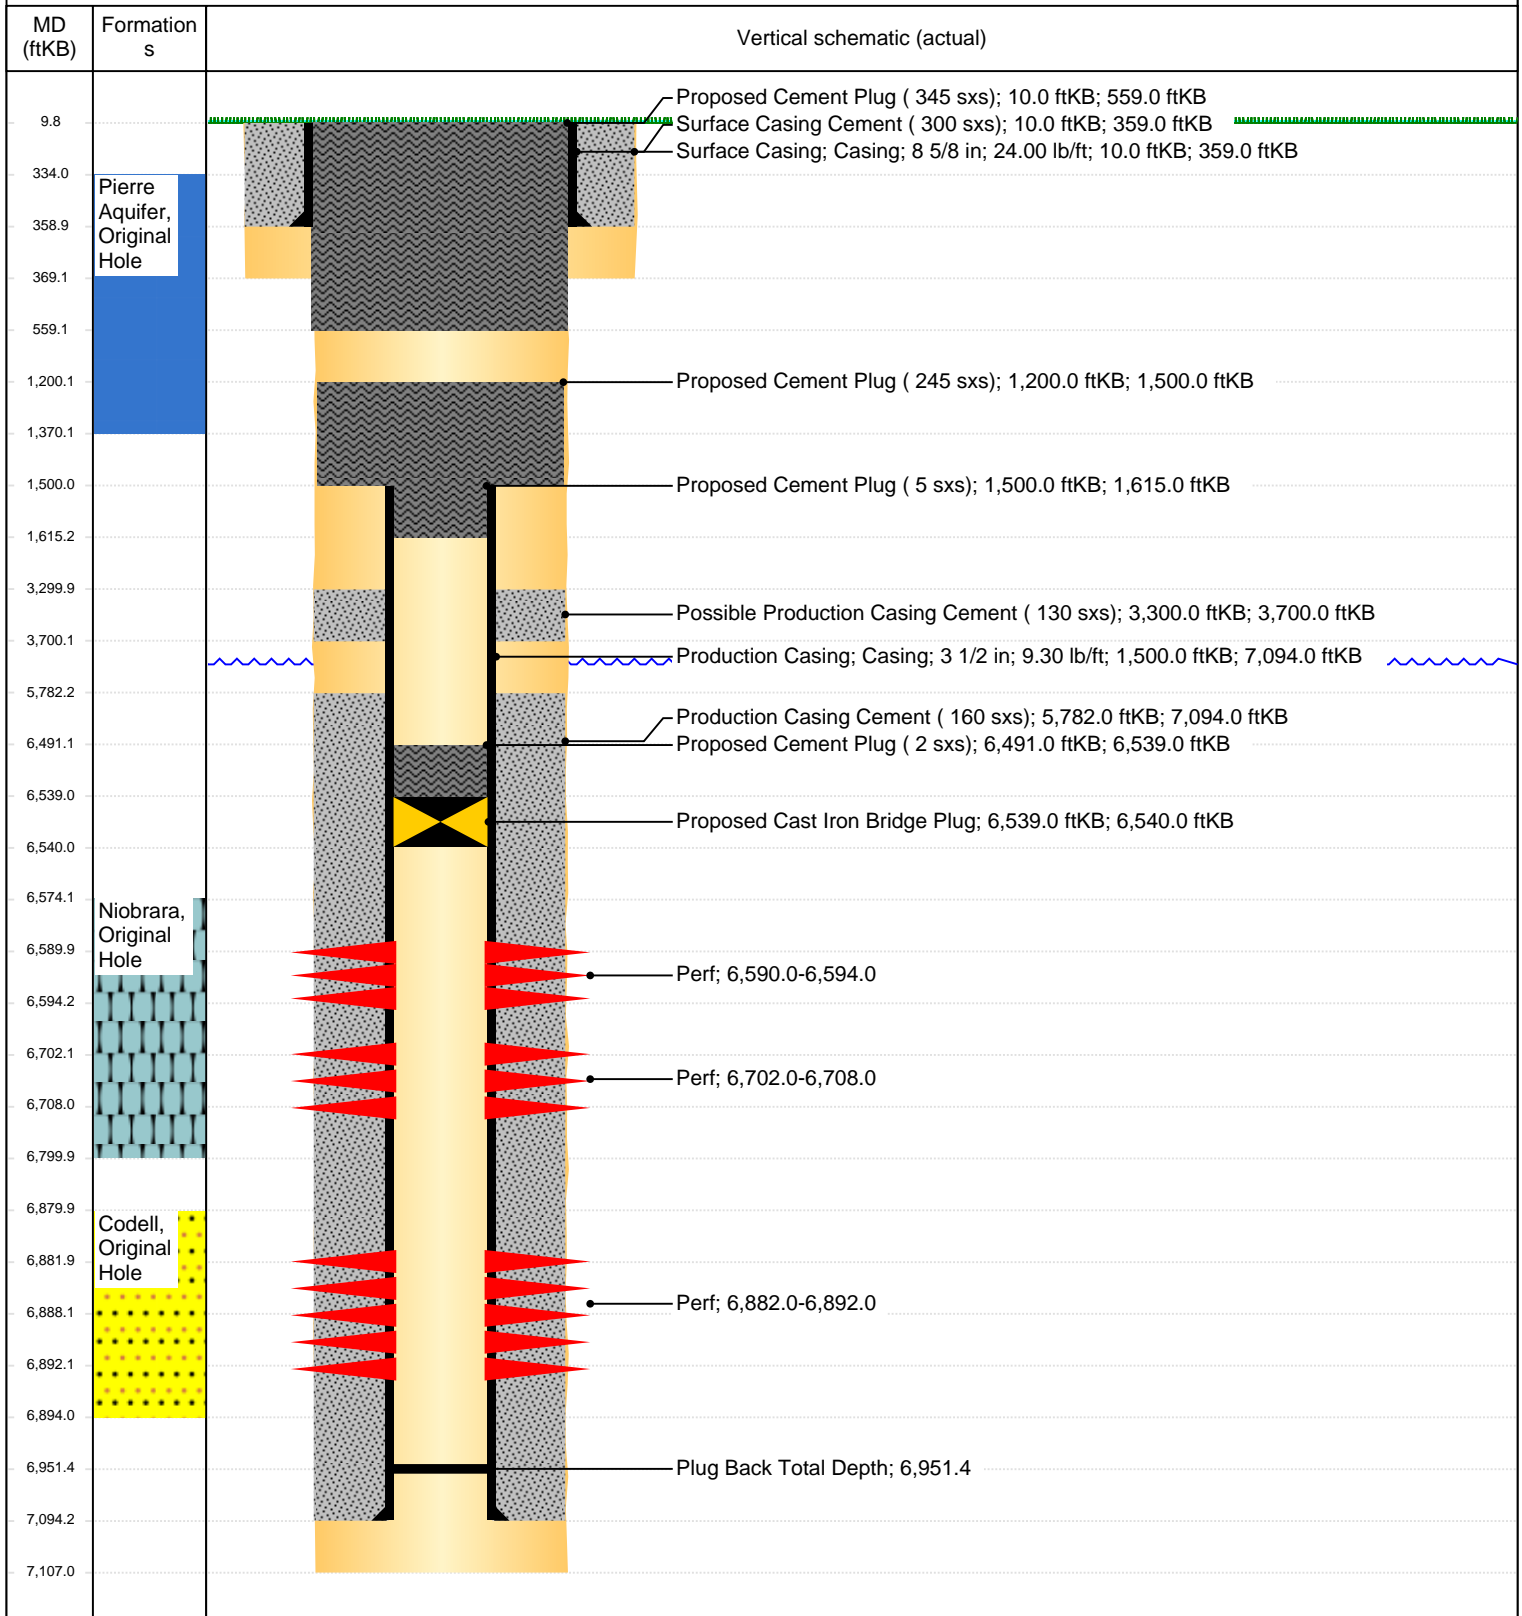 MD
(ftKB)
Formation
s
Vertical schematic (actual)
Proposed Cement Plug ( 345 sxs); 10.0 ftKB; 559.0 ftKB
9.8
Surface Casing Cement ( 300 sxs); 10.0 ftKB; 359.0 ftKB
Surface Casing; Casing; 8 5/8 in; 24.00 lb/ft; 10.0 ftKB; 359.0 ftKB
334.0
Pierre
Aquifer,
Original
Hole
358.9
369.1
559.1
1,200.1
Proposed Cement Plug ( 245 sxs); 1,200.0 ftKB; 1,500.0 ftKB
1,370.1
1,500.0
Proposed Cement Plug ( 5 sxs); 1,500.0 ftKB; 1,615.0 ftKB
1,615.2
3,299.9
Possible Production Casing Cement ( 130 sxs); 3,300.0 ftKB; 3,700.0 ftKB
3,700.1
Production Casing; Casing; 3 1/2 in; 9.30 lb/ft; 1,500.0 ftKB; 7,094.0 ftKB
5,782.2
Production Casing Cement ( 160 sxs); 5,782.0 ftKB; 7,094.0 ftKB
6,491.1
Proposed Cement Plug ( 2 sxs); 6,491.0 ftKB; 6,539.0 ftKB
6,539.0
Proposed Cast Iron Bridge Plug; 6,539.0 ftKB; 6,540.0 ftKB
6,540.0
6,574.1
Niobrara,
Original
Hole
6,589.9
Perf; 6,590.0-6,594.0
6,594.2
6,702.1
Perf; 6,702.0-6,708.0
6,708.0
6,799.9
6,879.9
Codell,
Original
Hole
6,881.9
Perf; 6,882.0-6,892.0
6,888.1
6,892.1
6,894.0
6,951.4
Plug Back Total Depth; 6,951.4
7,094.2
7,107.0